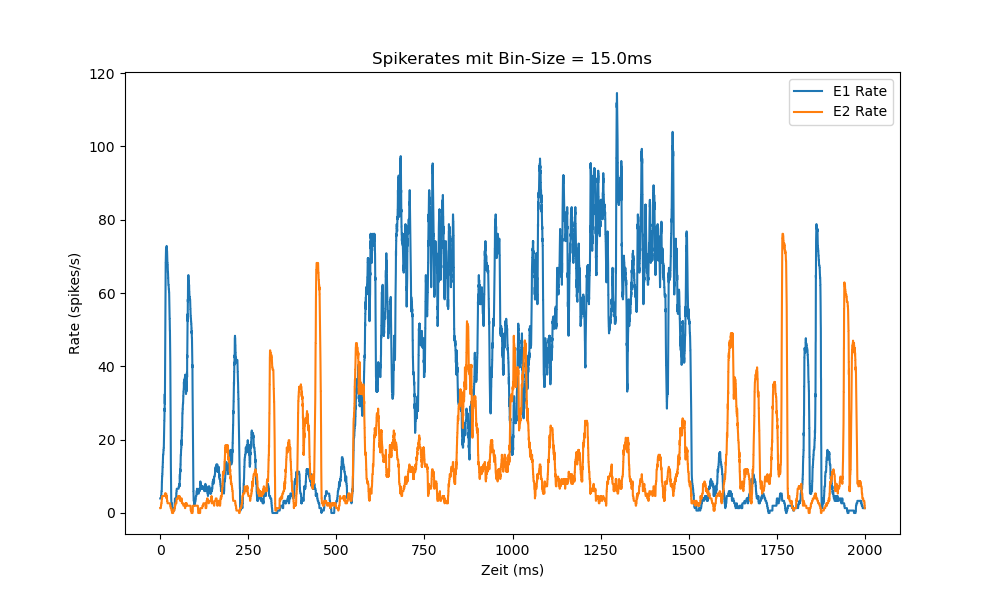 Spikerates mit Bin-Size = 15.0ms
120
100
80
60
40
20
0
Rate (spikes/s)
E1 Rate
E2 Rate
0 250 500 750 1000 1250 1500 1750 2000
Zeit (ms)